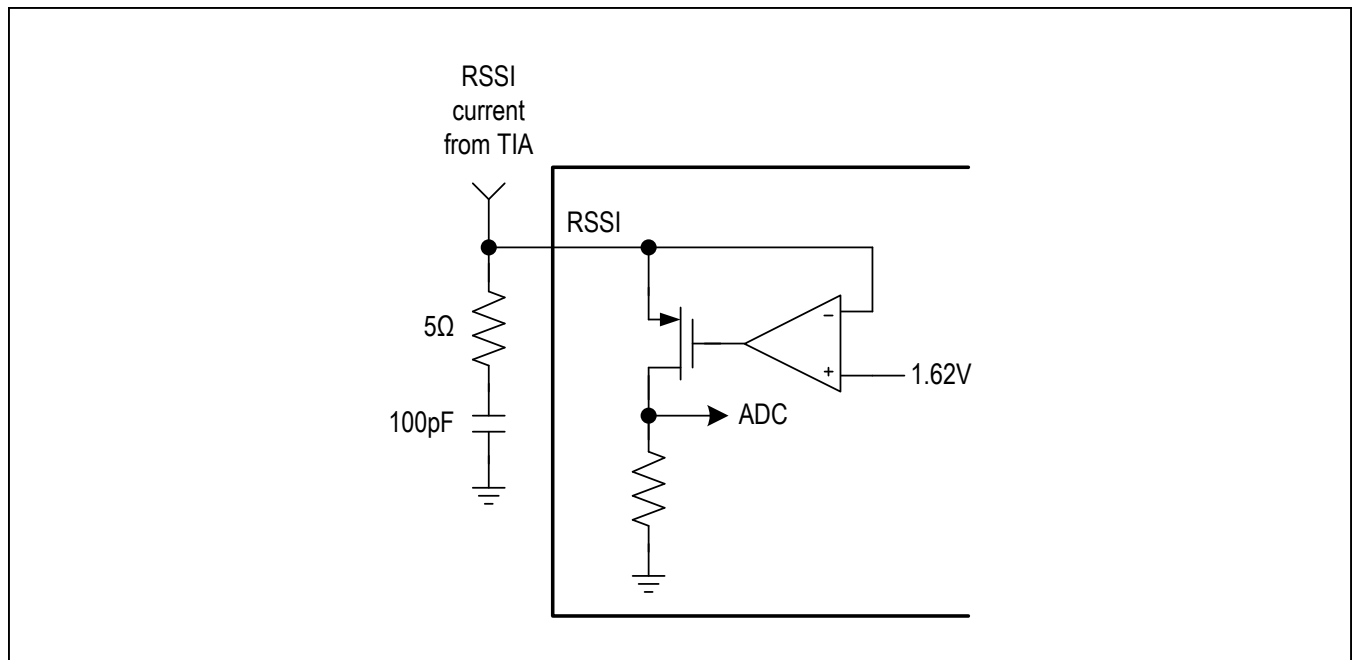 RSSI
current
from TIA
RSSI
5Ω
−
+
1.62V
100pF
ADC